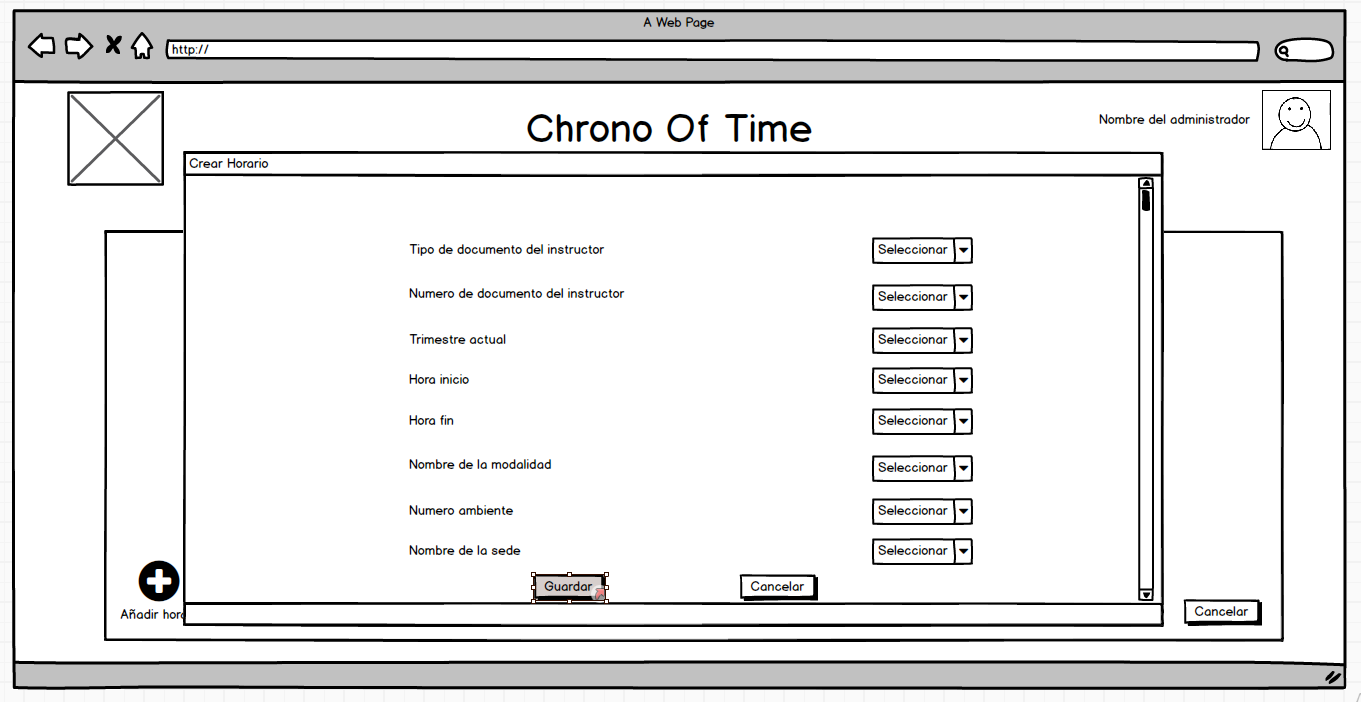 A Web Page
http://
Chrono Of Time
Nombre del administrador
Crear Horario
Tipo de documento del instructor
Seleccionar
Numero de documento del instructor
Seleccionar
Trimestre actual
Seleccionar
Hora inicio
Seleccionar
Hora fin
Seleccionar
Nombre de la modalidad
Seleccionar
Numero ambiente
Seleccionar
Nombre de la sede
Seleccionar
Guardar
Cancelar
Añadir hora
Cancelar